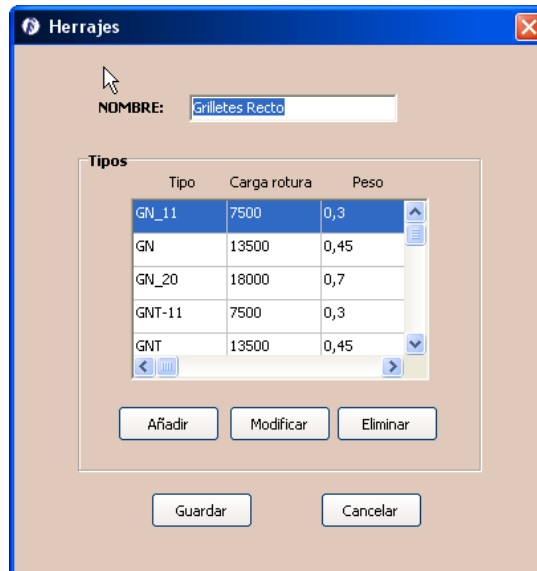 Herrajes
NOMBRE: Grilletes Recto
Tipos
Tipo Carga rotura Peso
GN_11 7500 0,3
GN 13500 0,45
GN_20 18000 0,7
GNT-11 7500 0,3
GNT 13500 0,45
Añadir Modificar Eliminar
Guardar Cancelar